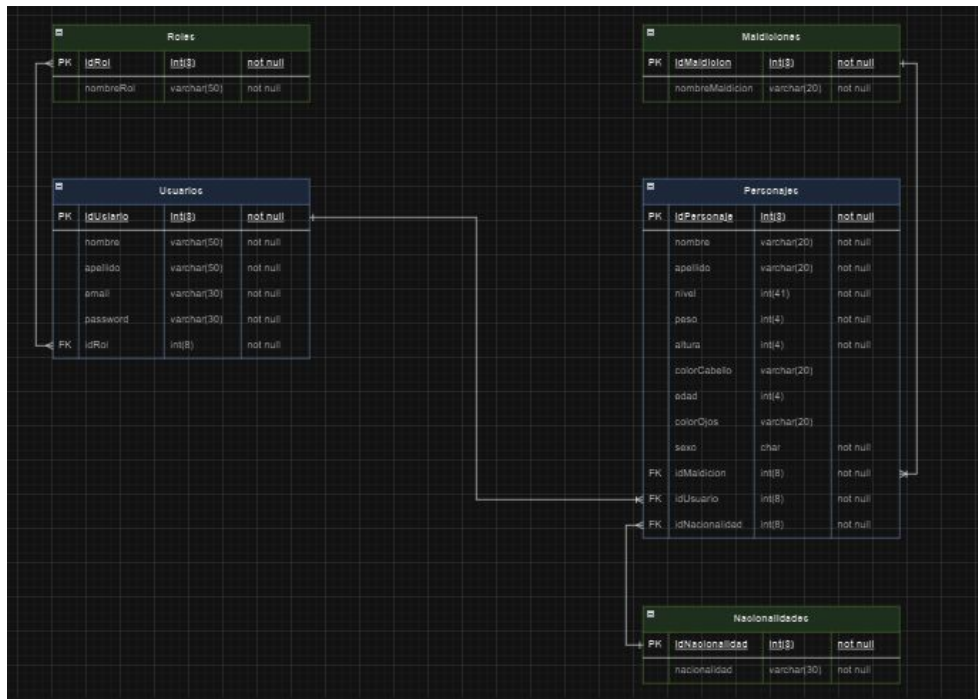 Roles
PK idRol int(8) not null
nombreRol varchar(50) not null
Maldiciones
PK idMaldicion int(8) not null
nombreMaldicion varchar(20) not null
Usuarios
PK idUsuario int(8) not null
nombre varchar(50) not null
apellido varchar(50) not null
email varchar(30) not null
password varchar(30) not null
FK idRol int(8) not null
Personajes
PK idPersonaje int(8) not null
nombre varchar(20) not null
apellido varchar(20) not null
nivel int(41) not null
peso int(4) not null
altura int(4) not null
colorCabello varchar(20)
edad int(4)
colorOjos varchar(20)
sexo char not null
FK idMaldicion int(8) not null
FK idUsuario int(8) not null
FK idNacionalidad int(8) not null
Nacionalidades
PK idNacionalidad int(8) not null
nacionalidad varchar(30) not null